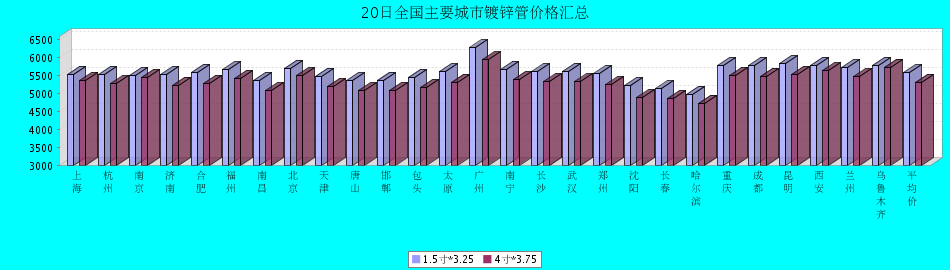 20日全国主要城市镀锌管价格汇总
6500
6000
5500
5000
4500
4000
3500
3000
上海
杭州
南京
济南
合肥
福州
南昌
北京
天津
唐山
邯郸
包头
太原
广州
南宁
长沙
武汉
郑州
沈阳
长春
哈尔滨
重庆
成都
昆明
西安
兰州
乌鲁木齐
平均价
1.5寸*3.25
4寸*3.75